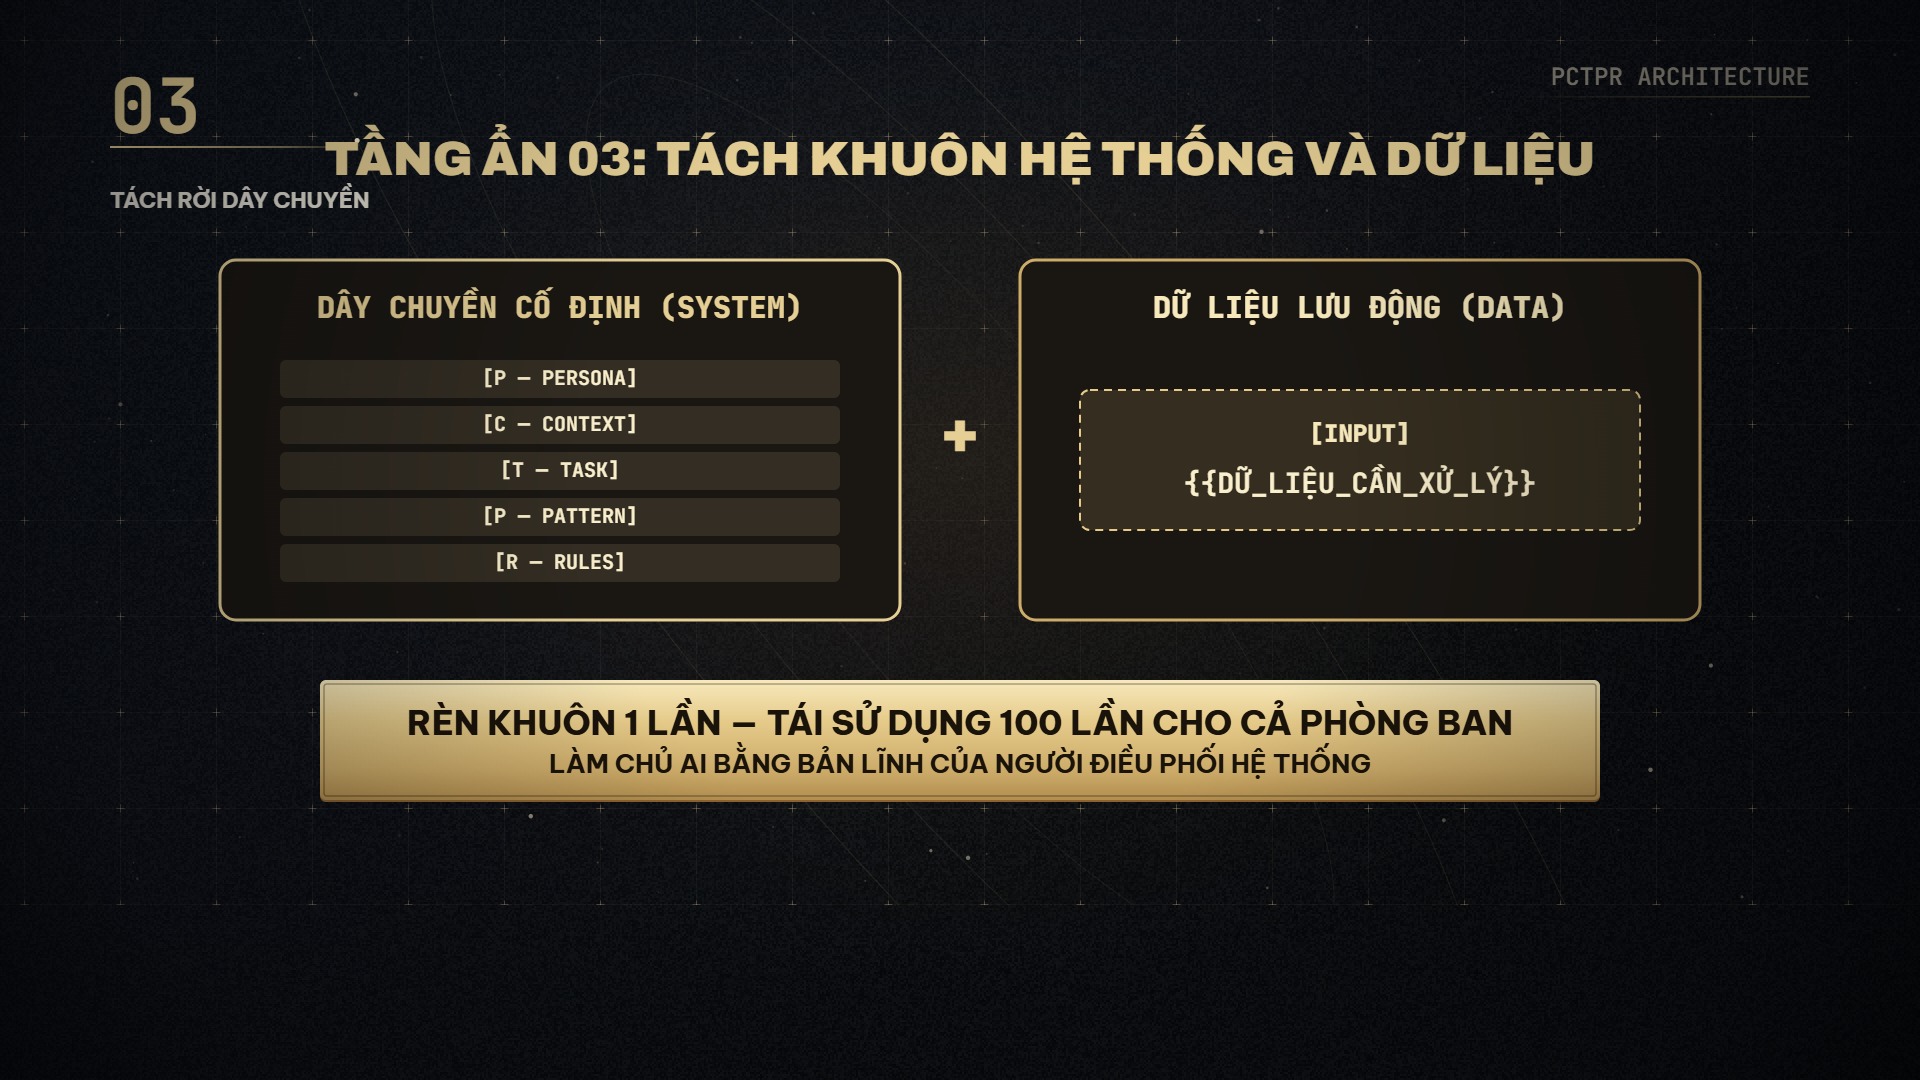 03
PCTPR ARCHITECTURE
TẦNG ẨN 03: TÁCH KHUÔN HỆ THỐNG VÀ DỮ LIỆU
TÁCH RỜI DÂY CHUYỀN
DÂY CHUYỀN CỐ ĐỊNH (SYSTEM)
[P — PERSONA]
[C — CONTEXT]
[T — TASK]
[P — PATTERN]
[R — RULES]
+
DỮ LIỆU LƯU ĐỘNG (DATA)
[INPUT]
{{DỮ_LIỆU_CẦN_XỬ_LÝ}}
RÈN KHUÔN 1 LẦN — TÁI SỬ DỤNG 100 LẦN CHO CẢ PHÒNG BAN
LÀM CHỦ AI BẰNG BẢN LĨNH CỦA NGƯỜI ĐIỀU PHỐI HỆ THỐNG